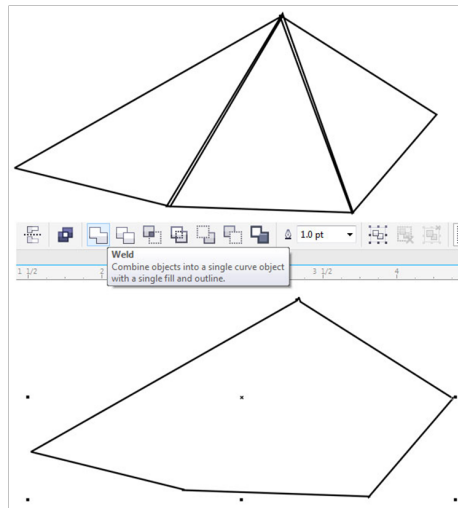 1.0 pt
Weld
Combine objects into a single curve object
with a single fill and outline.
1 1/2
2
3 1/2
4